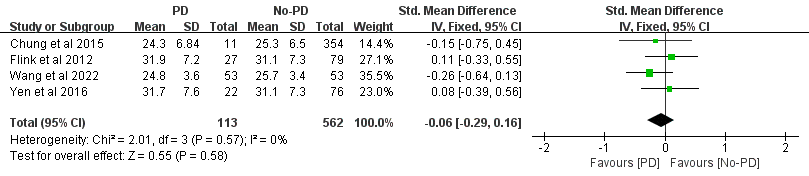 PD No-PD Std. Mean Difference Std. Mean Difference
Study or Subgroup Mean SD Total Mean SD Total Weight IV, Fixed, 95% CI IV, Fixed, 95% CI
Chung et al 2015 24.3 6.84 11 25.3 6.5 354 14.4% -0.15 (-0.75, 0.45]
Flink et al 2012 31.9 7.2 27 31.1 7.3 79 27.1% 0.11 [-0.33, 0.55]
Wang et al 2022 24.8 3.6 53 25.7 3.4 53 35.5% -0.26 [-0.64, 0.13]
Yen et al 2016 31.7 7.6 22 31.1 7.3 76 23.0% 0.08 [-0.39, 0.56]
Total (95% CI) 113 562 100.0% -0.06 [-0.29, 0.16]
Heterogeneity: Chi² = 2.01, df = 3 (P = 0.57); I² = 0%
Test for overall effect: Z = 0.55 (P = 0.58)
-2 -1 0 1 2
Favours [PD] Favours [No-PD]